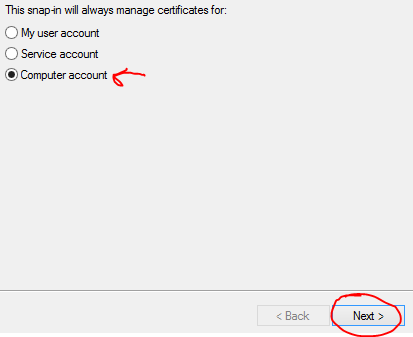 This snap-in will always manage certificates for:
My user account
Service account
Computer account
< Back
Next >